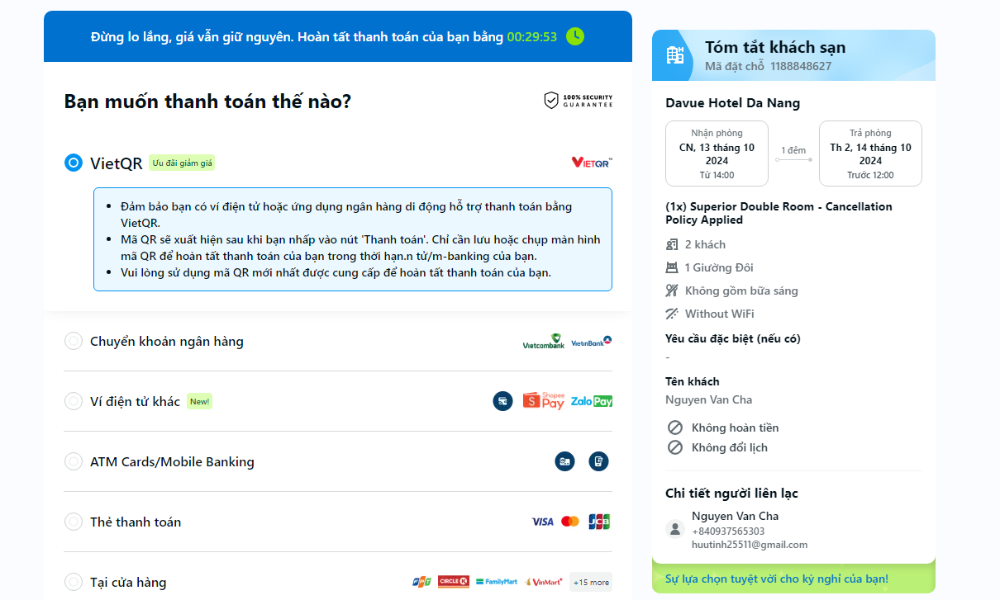 Đừng lo lắng, giá vẫn giữ nguyên. Hoàn tất thanh toán của bạn bằng 00:29:53
Bạn muốn thanh toán thế nào?
100% SECURITY
GUARANTEE
VietQR Ưu đãi giảm giá
VIETQR™
Đảm bảo bạn có ví điện tử hoặc ứng dụng ngân hàng di động hỗ trợ thanh toán bằng
VietQR.
Mã QR sẽ xuất hiện sau khi bạn nhấp vào nút 'Thanh toán'. Chỉ cần lưu hoặc chụp màn hình
mã QR để hoàn tất thanh toán của bạn trong thời hạn.n tử/m-banking của bạn.
Vui lòng sử dụng mã QR mới nhất được cung cấp để hoàn tất thanh toán của bạn.
Chuyển khoản ngân hàng
Vietcombank VietinBank
Ví điện tử khác New!
Shopee Pay ZaloPay
ATM Cards/Mobile Banking
Thẻ thanh toán
VISA JCB
Tại cửa hàng
FPT CIRCLE K FamilyMart VinMart+ +15 more
Tóm tắt khách sạn
Mã đặt chỗ 1188848627
Davue Hotel Da Nang
Nhận phòng
CN, 13 tháng 10
2024
Từ 14:00
1 đêm
Trả phòng
Th 2, 14 tháng 10
2024
Trước 12:00
(1x) Superior Double Room - Cancellation
Policy Applied
2 khách
1 Giường Đôi
Không gồm bữa sáng
Without WiFi
Yêu cầu đặc biệt (nếu có)
-
Tên khách
Nguyen Van Cha
Không hoàn tiền
Không đổi lịch
Chi tiết người liên lạc
Nguyen Van Cha
+840937565303
huutinh25511@gmail.com
Sự lựa chọn tuyệt vời cho kỳ nghỉ của bạn!